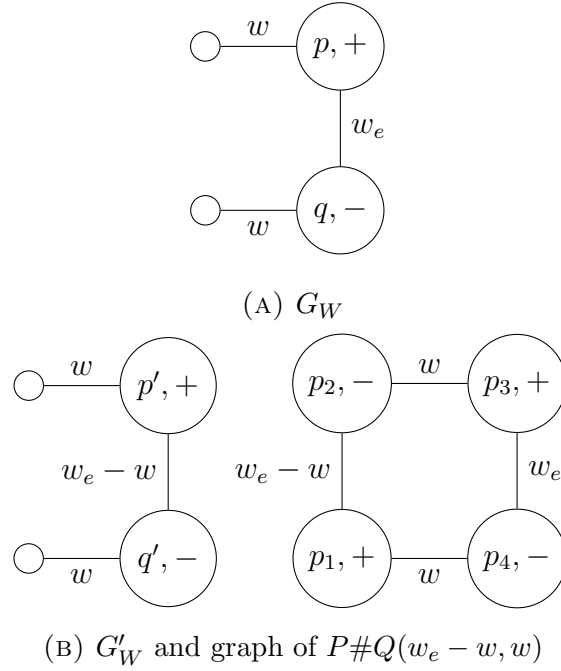 w
p, +
w_e
q, −
w
(A) G_W
w
p′, +
p_2, −
w
p_3, +
w_e − w
w_e − w
w_e
w
q′, −
p_1, +
w
p_4, −
(B) G′_W and graph of P#Q(w_e − w, w)